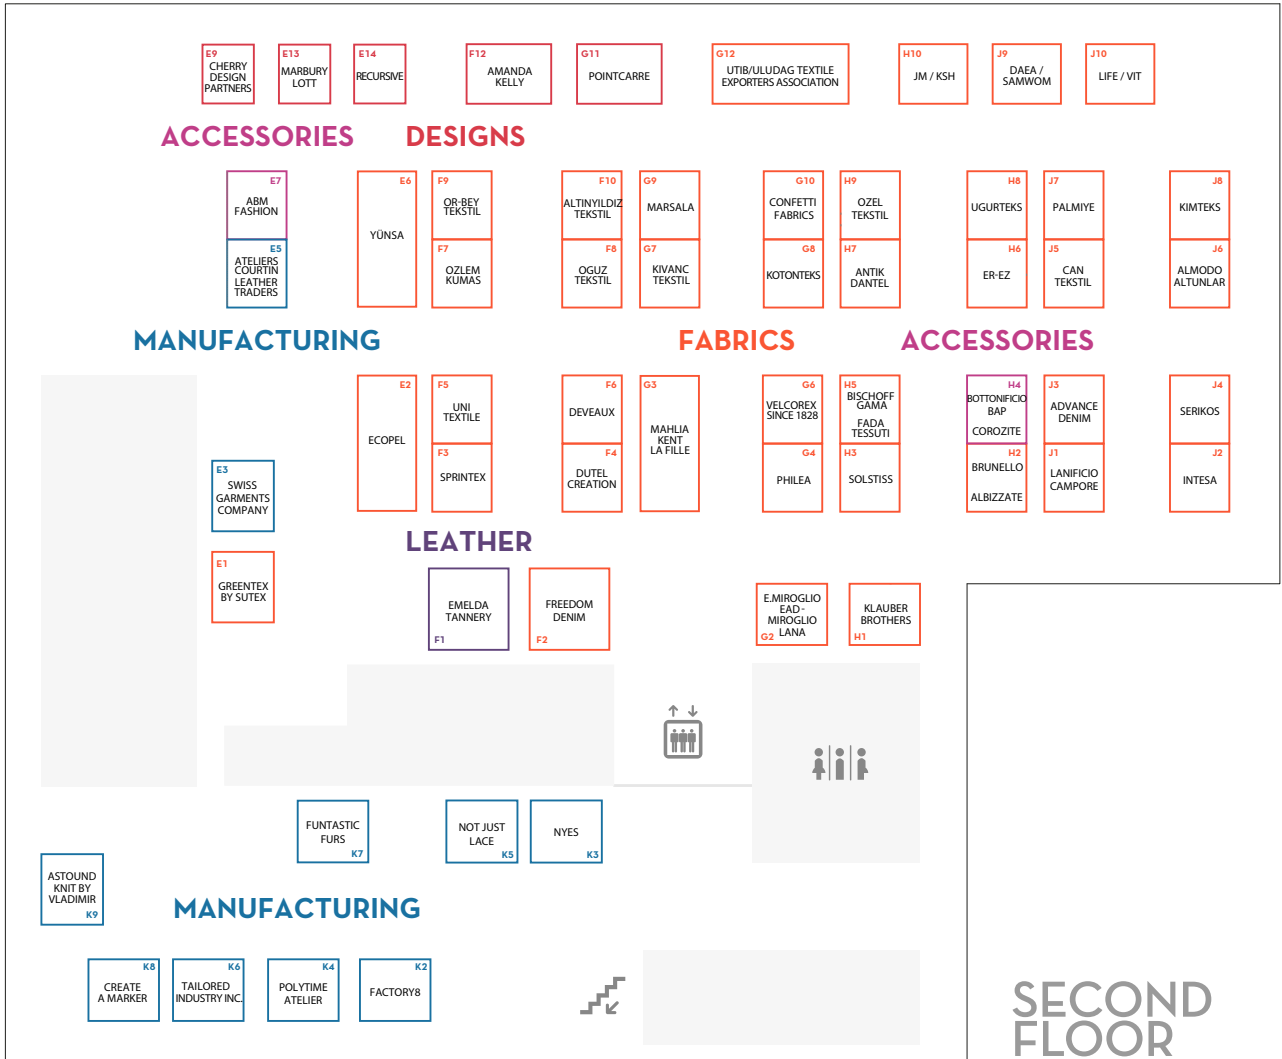 E9
CHERRY
DESIGN
PARTNERS
E13
MARBURY
LOTT
E14
RECURSIVE
F12
AMANDA
KELLY
G11
POINTCARRE
G12
UTIB/ULUDAG TEXTILE
EXPORTERS ASSOCIATION
H10
JM / KSH
J9
DAEA /
SAMWOM
J10
LIFE / VIT
ACCESSORIES
DESIGNS
E7
ABM
FASHION
E5
ATELIERS
COURTIN
LEATHER
TRADERS
E6
YÜNSA
F9
OR-BEY
TEKSTIL
F7
OZLEM
KUMAS
F10
ALTINYILDIZ
TEKSTIL
F8
OGUZ
TEKSTIL
G9
MARSALA
G7
KIVANC
TEKSTIL
G10
CONFETTI
FABRICS
G8
KOTONTEKS
H9
OZEL
TEKSTIL
H7
ANTIK
DANTEL
H8
UGURTEKS
H6
ER-EZ
J7
PALMIYE
J5
CAN
TEKSTIL
J8
KIMTEKS
J6
ALMODO
ALTUNLAR
MANUFACTURING
FABRICS
ACCESSORIES
E2
ECOPEL
F5
UNI
TEXTILE
F3
SPRINTEX
F6
DEVEAUX
F4
DUTEL
CREATION
G3
MAHLIA
KENT
LA FILLE
G6
VELCOREX
SINCE 1828
G4
PHILEA
H5
BISCHOFF
GAMA
FADA
TESSUTI
H3
SOLSTISS
H4
BOTTONIFICIO
BAP
COROZITE
H2
BRUNELLO
ALBIZZATE
J3
ADVANCE
DENIM
J1
LANIFICIO
CAMPORE
J4
SERIKOS
J2
INTESA
E3
SWISS
GARMENTS
COMPANY
E1
GREENTEX
BY SUTEX
LEATHER
EMELDA
TANNERY
F1
FREEDOM
DENIM
F2
E.MIROGLIO
EAD -
MIROGLIO
LANA
G2
KLAUBER
BROTHERS
H1
FUNTASTIC
FURS
K7
NOT JUST
LACE
K5
NYES
K3
ASTOUND
KNIT BY
VLADIMIR
K9
MANUFACTURING
K8
CREATE
A MARKER
K6
TAILORED
INDUSTRY INC.
K4
POLYTIME
ATELIER
K2
FACTORY8
SECOND
FLOOR